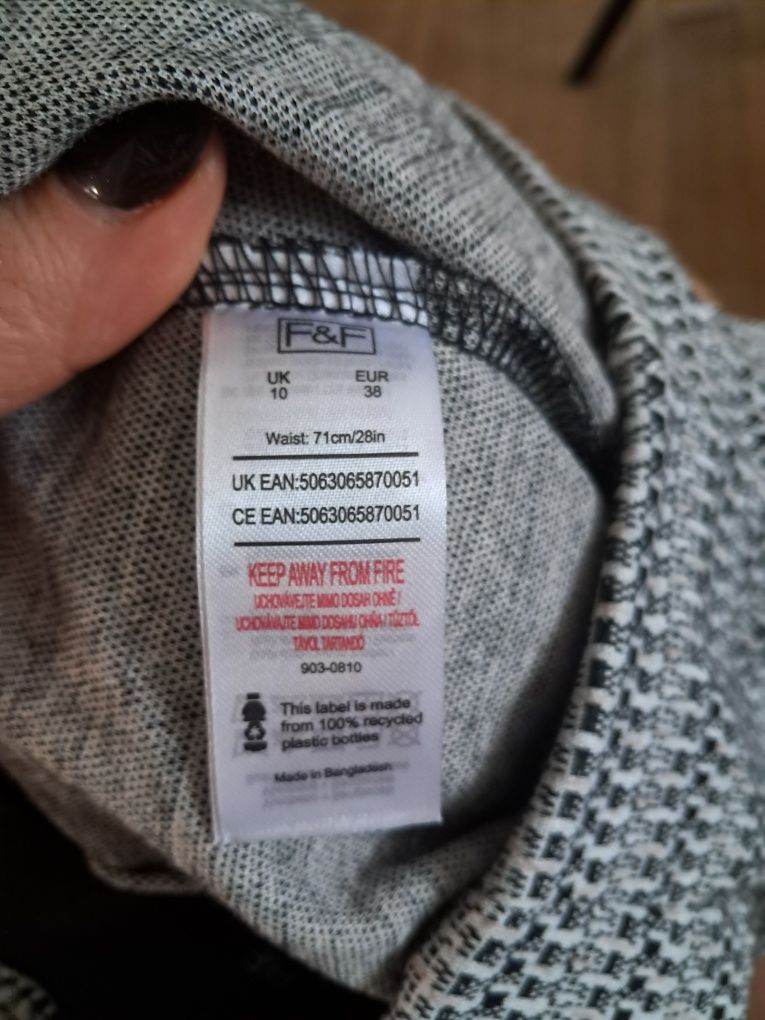 F&F
UK EUR
10 38
Waist: 71cm/28in
UK EAN:5063065870051
CE EAN:5063065870051
KEEP AWAY FROM FIRE
UCHOVÁVEJTE MIMO DOSAH OHNĚ /
UCHOVÁVAJTE MIMO DOSAHU OHŇA / TŰZTŐL
TÁVOL TARTANDÓ
903-0810
This label is made
from 100% recycled
plastic bottles
Made in Bangladesh